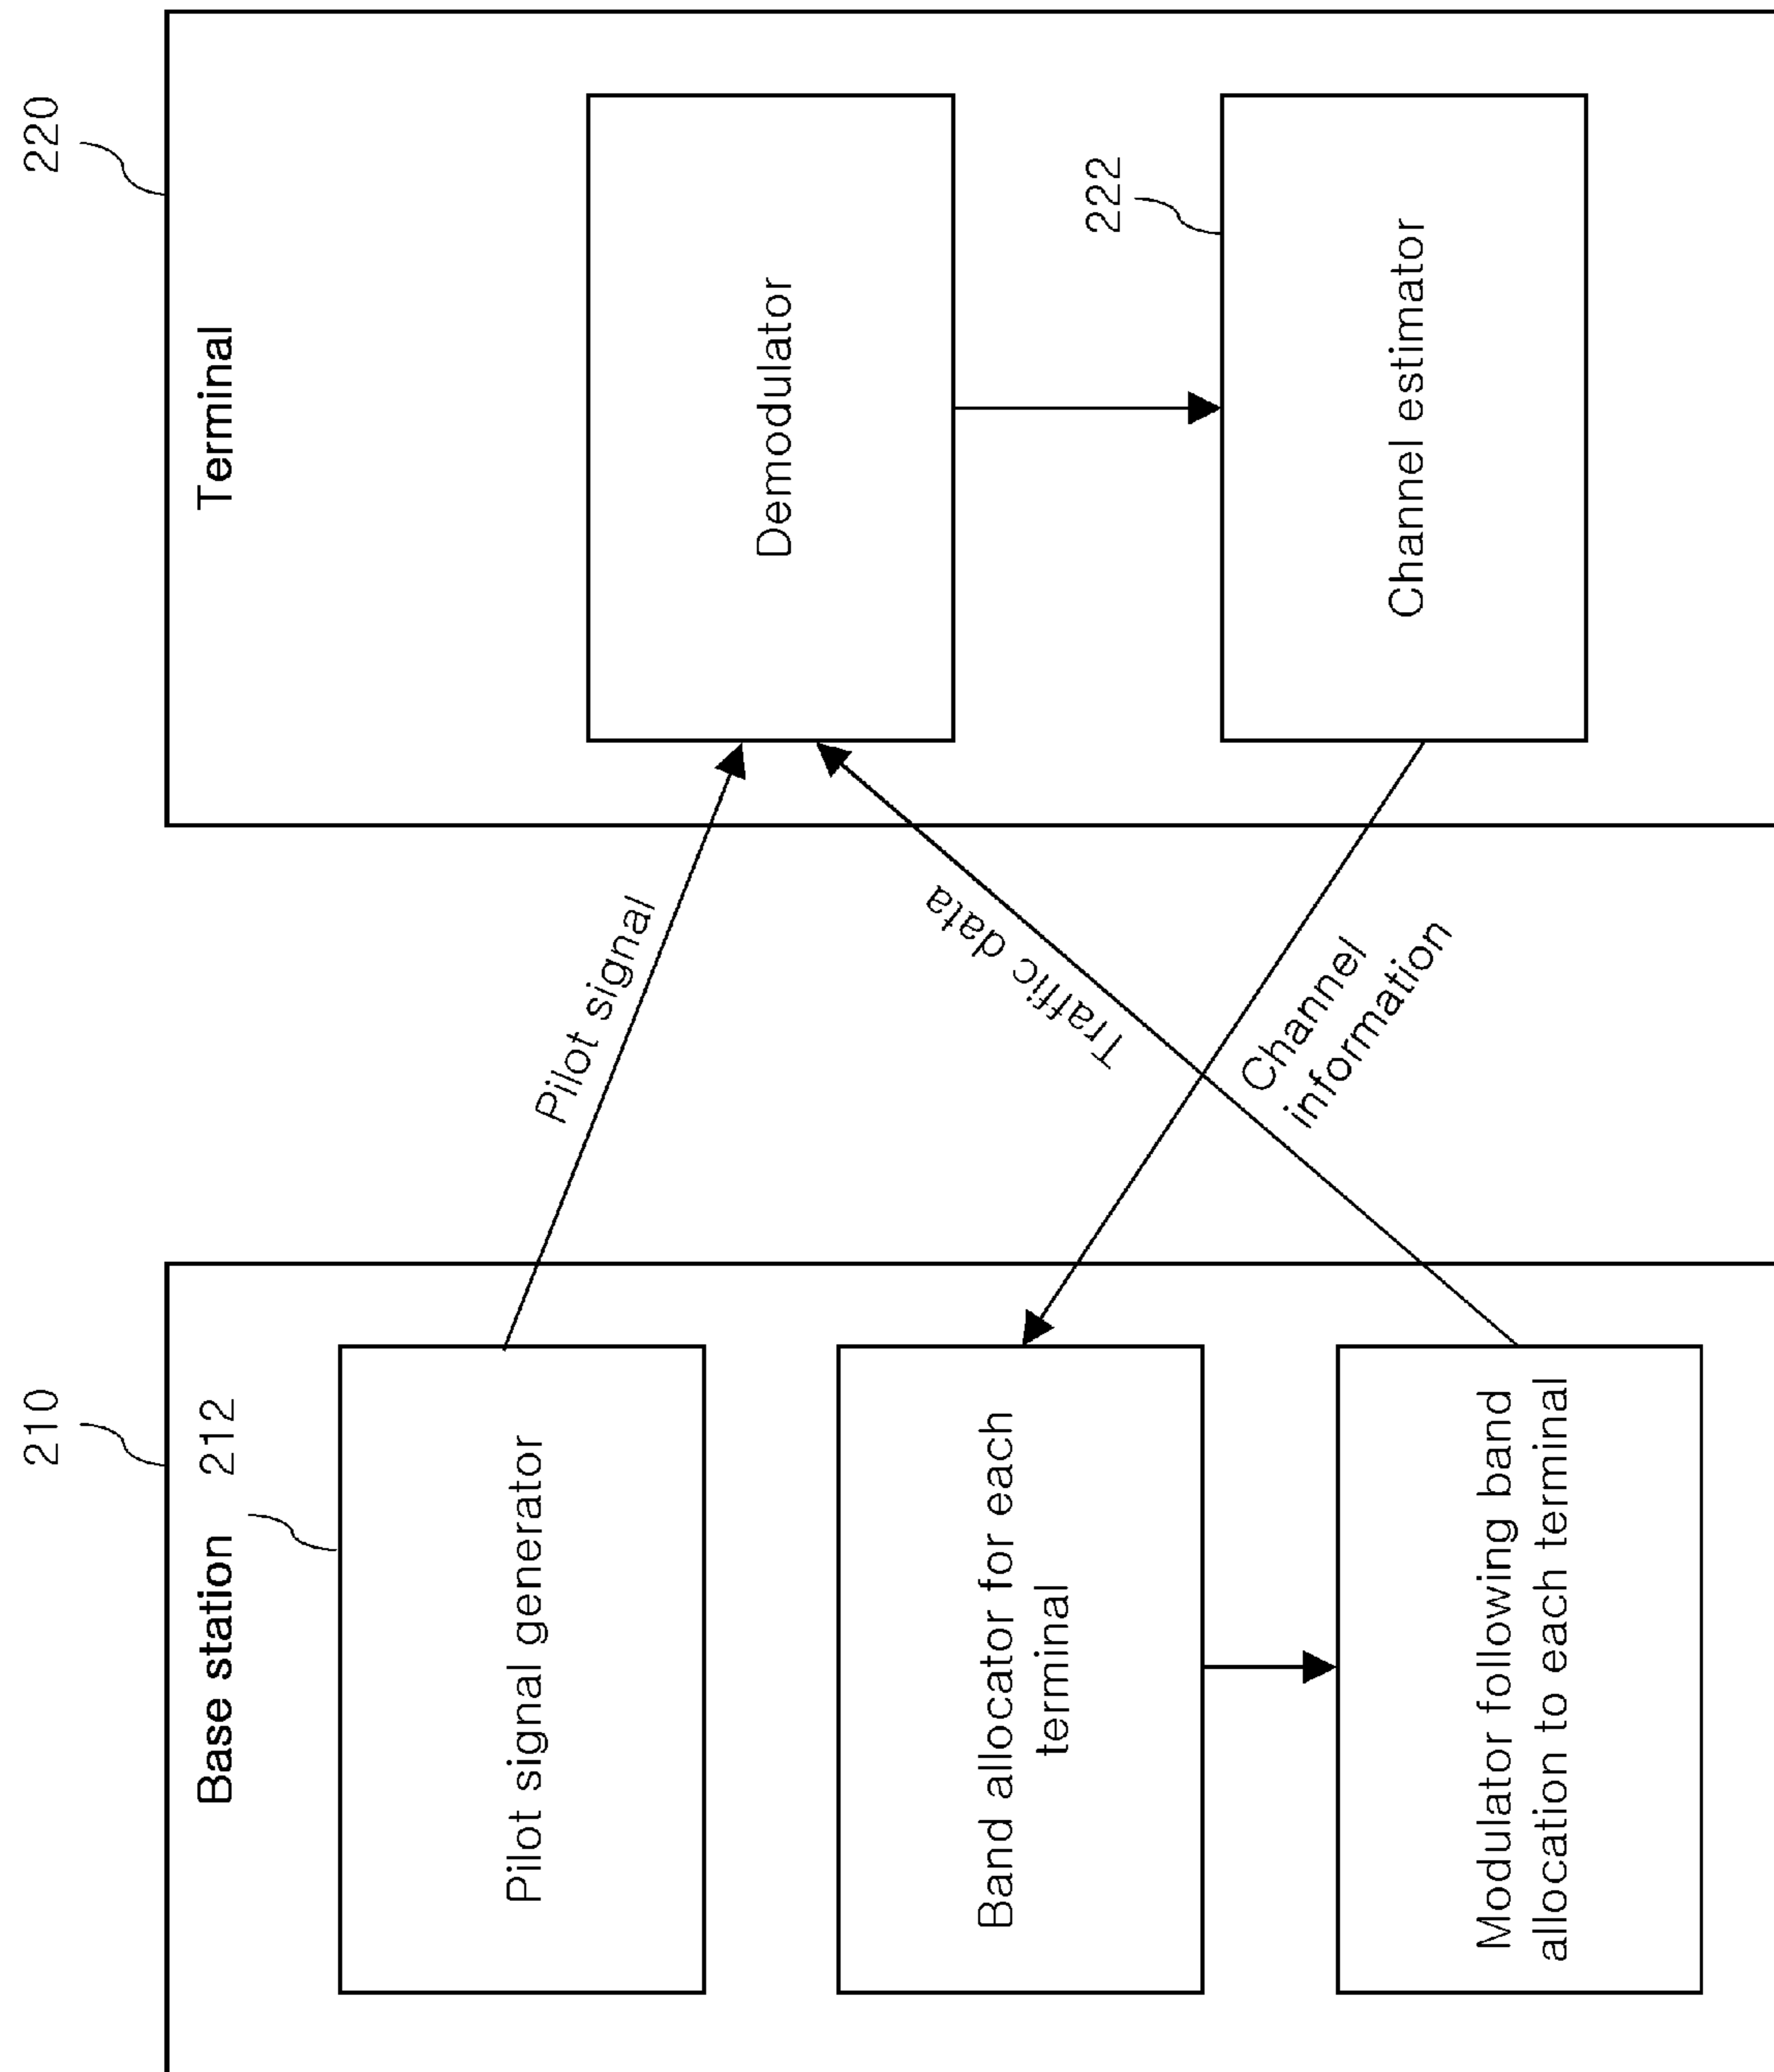 210
220
Base station
212
Terminal
Pilot signal generator
Pilot signal
Demodulator
Band allocator for each
terminal
Traffic data
222
Channel
information
Channel estimator
Modulator following band
allocation to each terminal